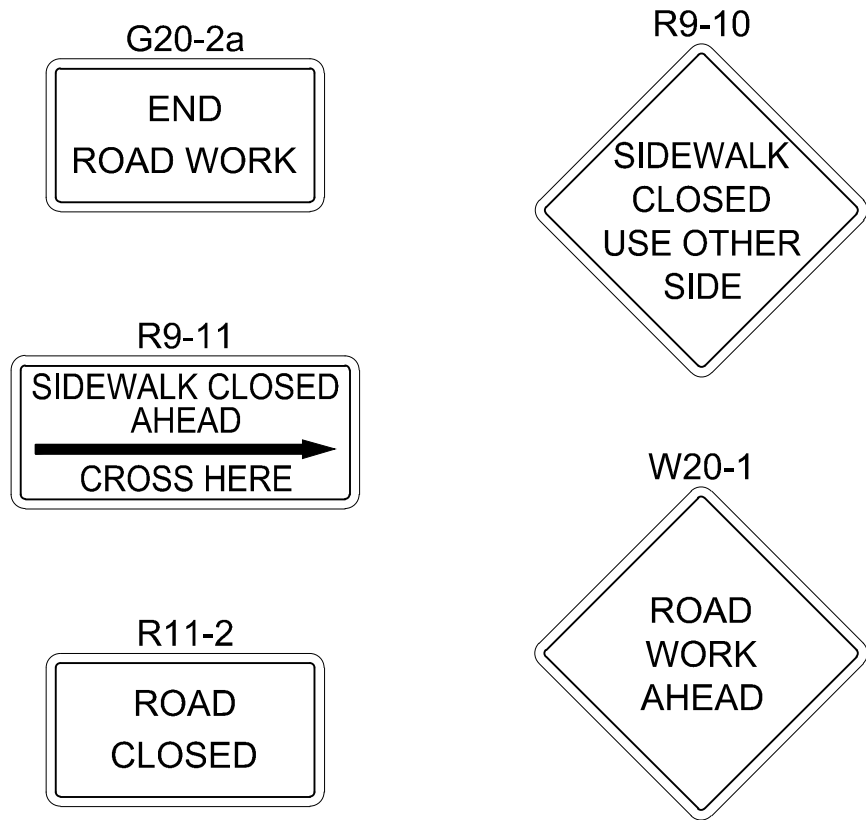 G20-2a
END
ROAD WORK
R9-10
SIDEWALK
CLOSED
USE OTHER
SIDE
R9-11
SIDEWALK CLOSED
AHEAD
CROSS HERE
W20-1
ROAD
WORK
AHEAD
R11-2
ROAD
CLOSED